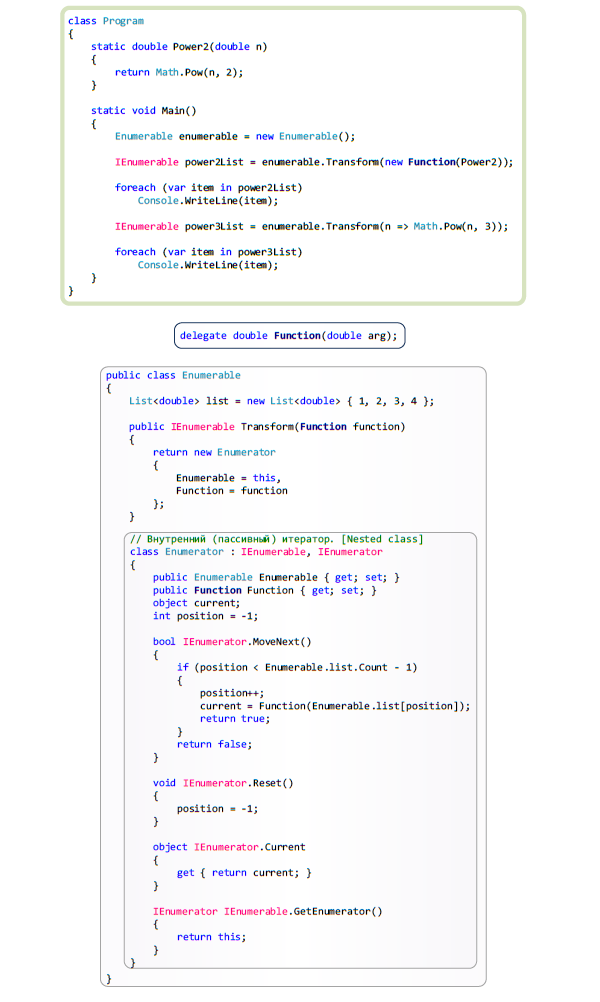 class Program
{
    static double Power2(double n)
    {
        return Math.Pow(n, 2);
    }

    static void Main()
    {
        Enumerable enumerable = new Enumerable();

        IEnumerable power2List = enumerable.Transform(new Function(Power2));

        foreach (var item in power2List)
            Console.WriteLine(item);

        IEnumerable power3List = enumerable.Transform(n => Math.Pow(n, 3));

        foreach (var item in power3List)
            Console.WriteLine(item);
    }
}

delegate double Function(double arg);

public class Enumerable
{
    List<double> list = new List<double> { 1, 2, 3, 4 };

    public IEnumerable Transform(Function function)
    {
        return new Enumerator
        {
            Enumerable = this,
            Function = function
        };
    }

    // Внутренний (пассивный) итератор. [Nested class]
    class Enumerator : IEnumerable, IEnumerator
    {
        public Enumerable Enumerable { get; set; }
        public Function Function { get; set; }
        object current;
        int position = -1;

        bool IEnumerator.MoveNext()
        {
            if (position < Enumerable.list.Count - 1)
            {
                position++;
                current = Function(Enumerable.list[position]);
                return true;
            }
            return false;
        }

        void IEnumerator.Reset()
        {
            position = -1;
        }

        object IEnumerator.Current
        {
            get { return current; }
        }

        IEnumerator IEnumerable.GetEnumerator()
        {
            return this;
        }
    }
}